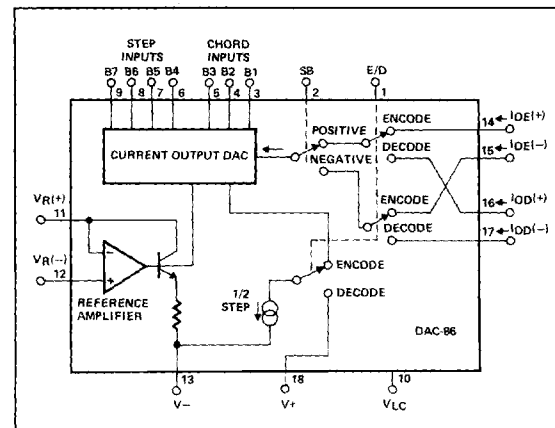 STEP INPUTS
CHORD INPUTS
B7 B6 B5 B4 B3 B2 B1 SB E/D
9 8 7 6 5 4 3 2 1
CURRENT OUTPUT DAC
POSITIVE
NEGATIVE
ENCODE
DECODE
14 IOE(+)
15 IOE(-)
ENCODE
DECODE
16 IOD(+)
17 IOD(-)
VR(+)
11
VR(-)
12
REFERENCE
AMPLIFIER
1/2
STEP
ENCODE
DECODE
DAC-86
13 18 10
V- V+ VLC